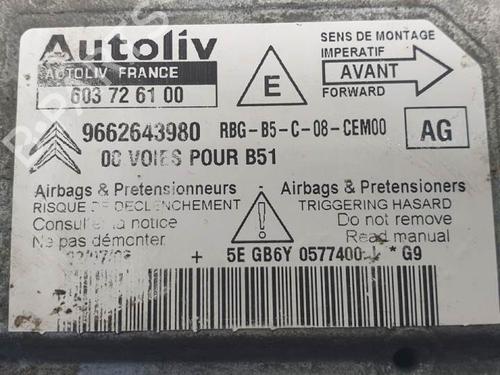 Autoliv
AUTOLIV FRANCE
603 72 61 00
E
SENS DE MONTAGE
IMPERATIF
AVANT
FORWARD
9662643980 RBG-B5-C-08-CEM00 AG
08 VOIES POUR B51
Airbags & Pretensionneurs
RISQUE DE DECLENCHEMENT
Consulter la notice
Ne pas démonter
Airbags & Pretensioners
TRIGGERING HASARD
Do not remove
Read manual
+ 5E GB6Y 0577400 * G9